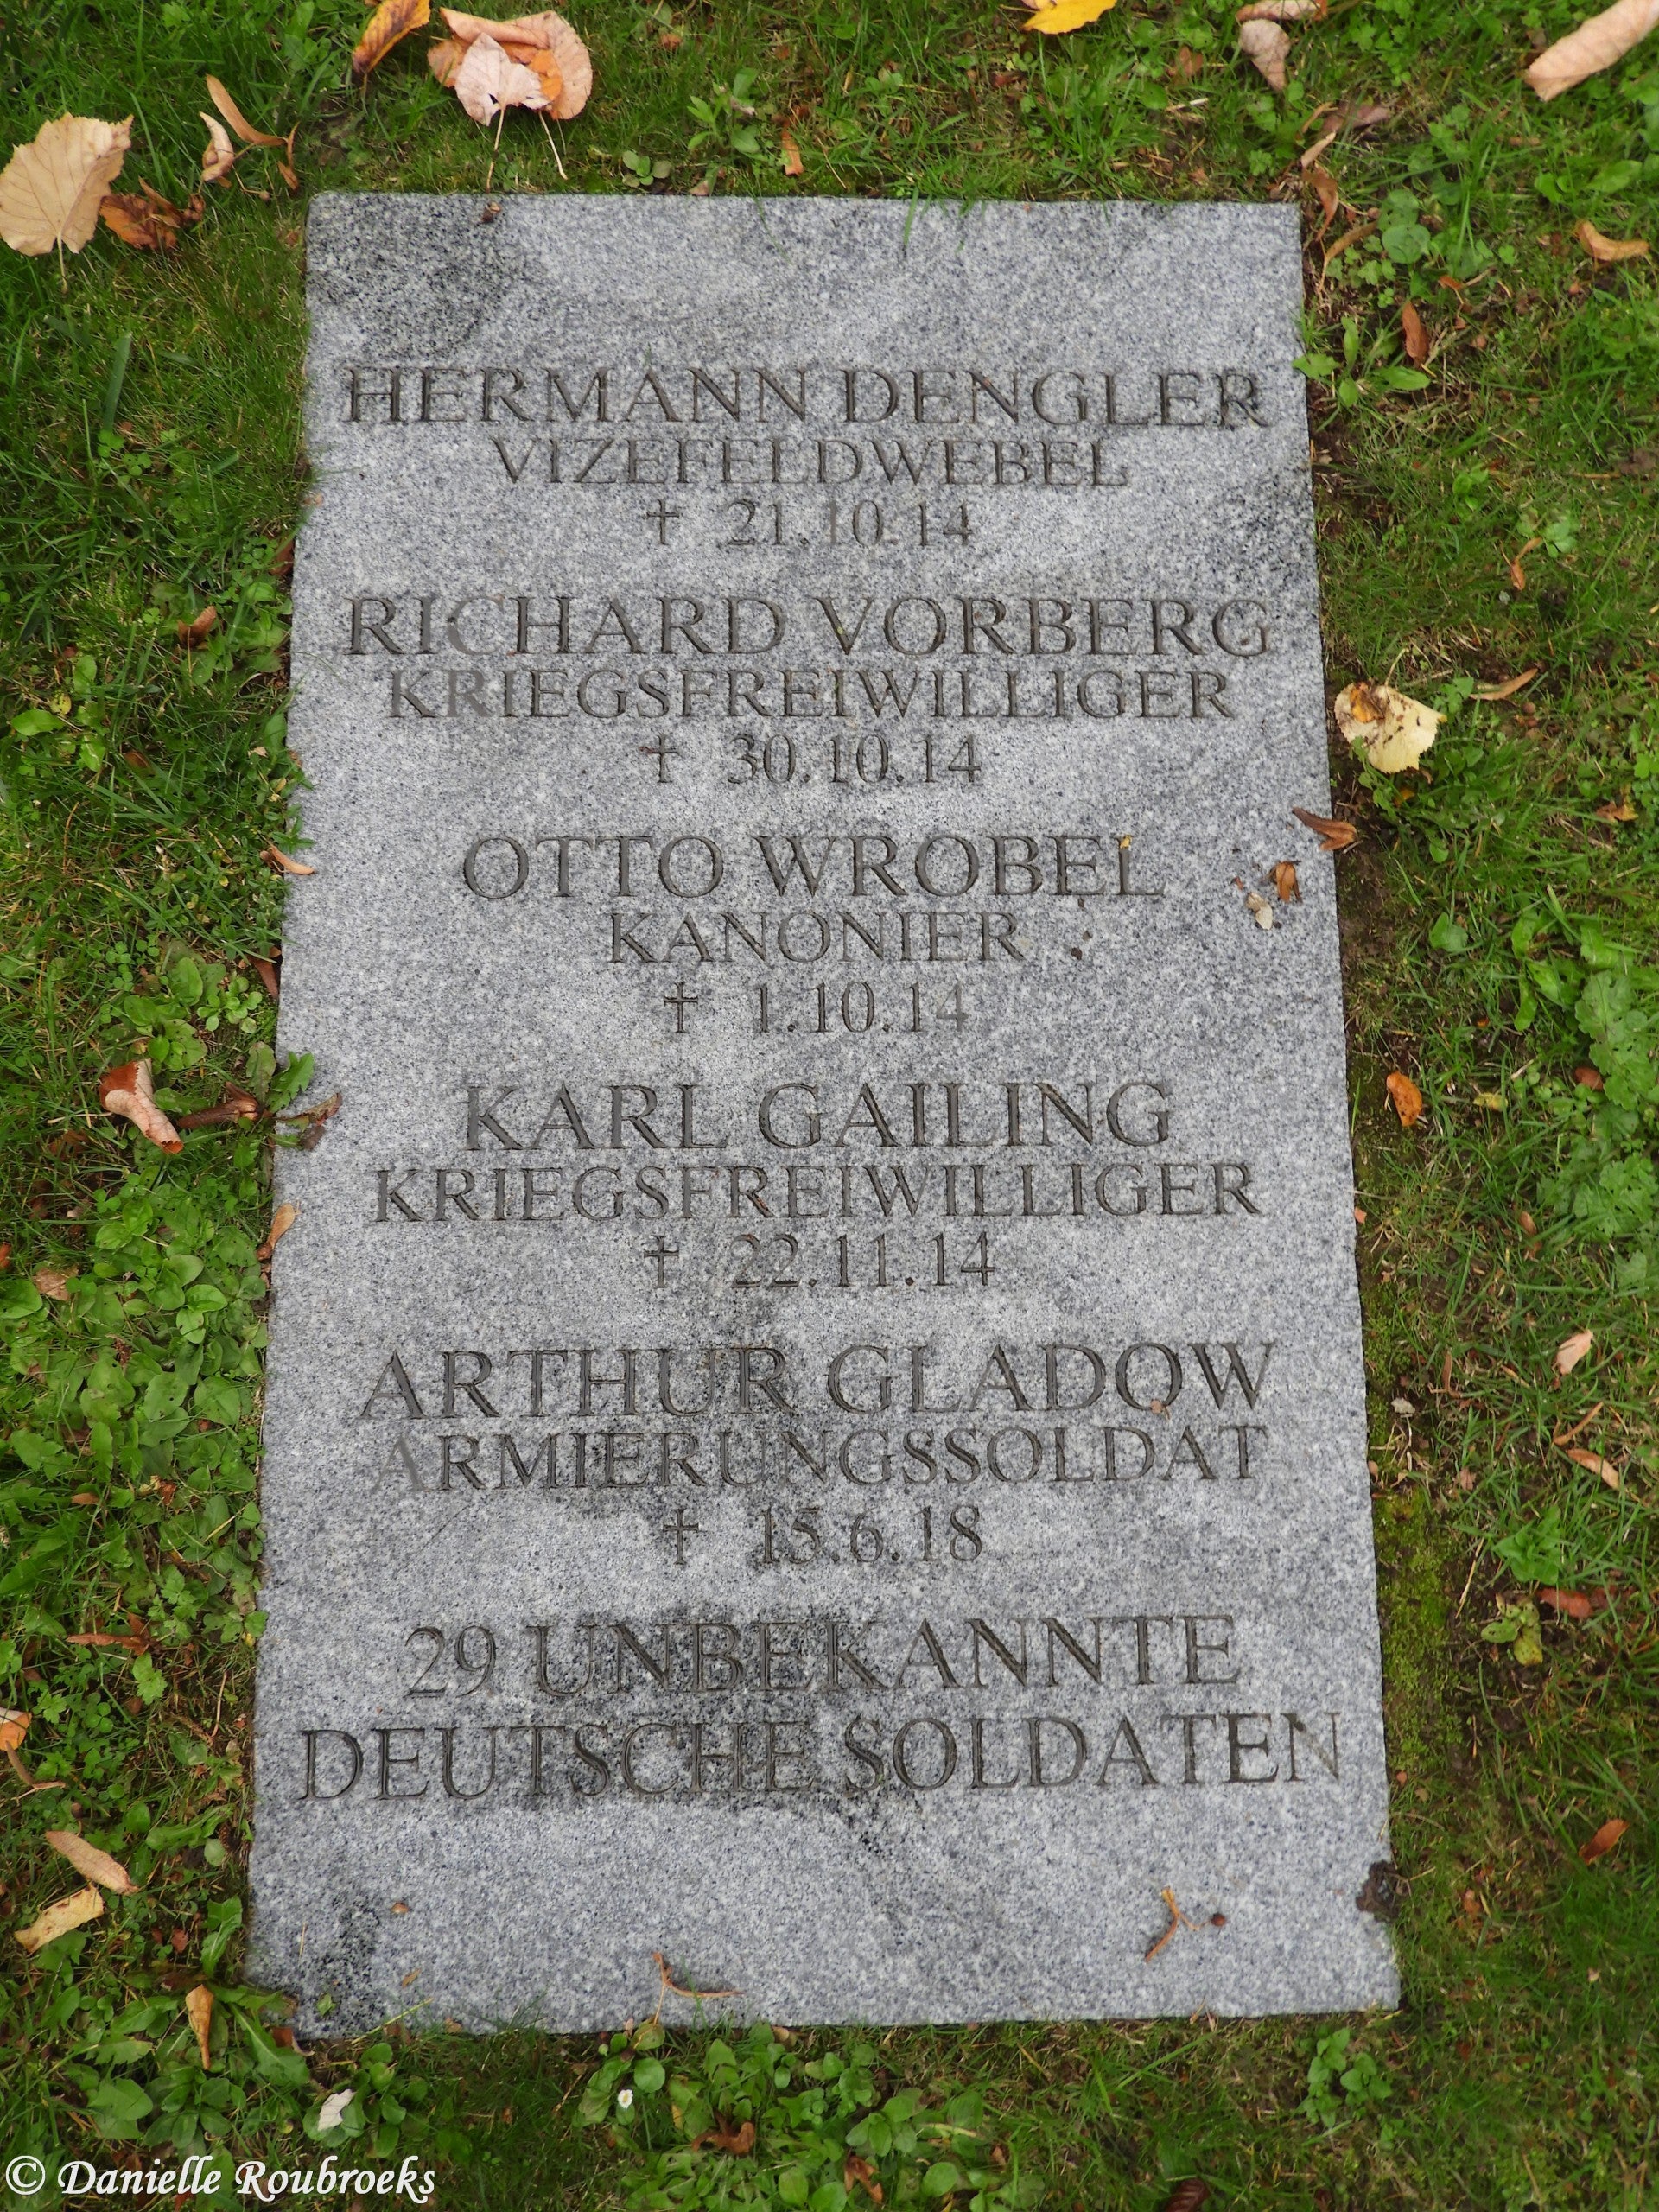 HERMANN DENGLER
VIZEFELDWEBEL
† 21.10.14
RICHARD VORBERG
KRIEGSFREIWILLIGER
† 30.10.14
OTTO WROBEL
KANONIER
† 1.10.14
KARL GAILING
KRIEGSFREIWILLIGER
† 22.11.14
ARTHUR GLADOW
ARMIERUNGSSOLDAT
† 15.6.18
29 UNBEKANNTE
DEUTSCHE SOLDATEN
© Danielle Roubroeks